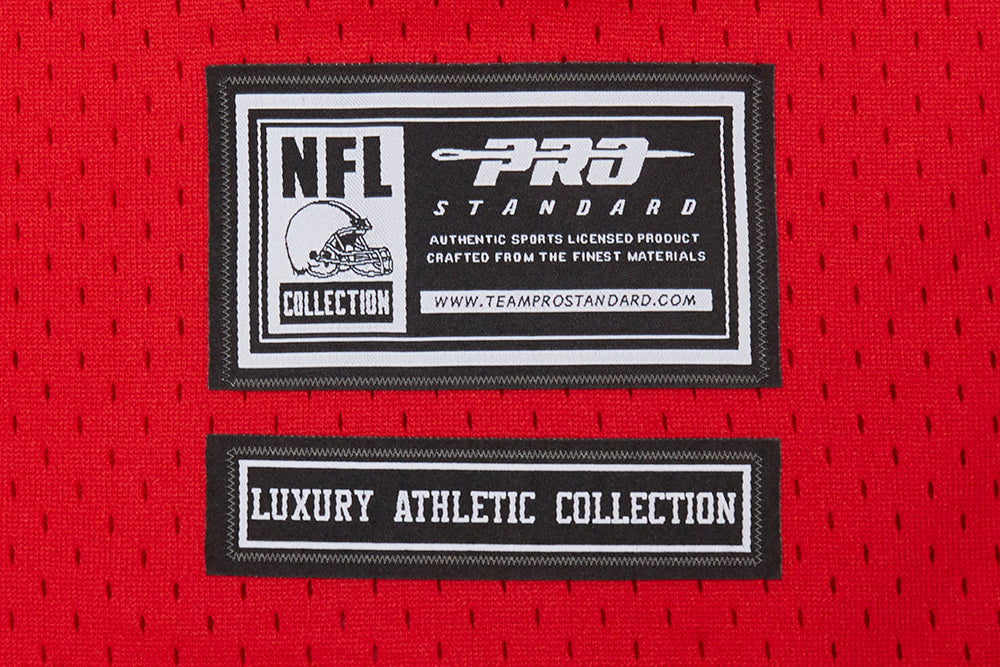 NFL
COLLECTION
PRO
STANDARD
AUTHENTIC SPORTS LICENSED PRODUCT
CRAFTED FROM THE FINEST MATERIALS
WWW.TEAMPROSTANDARD.COM
LUXURY ATHLETIC COLLECTION